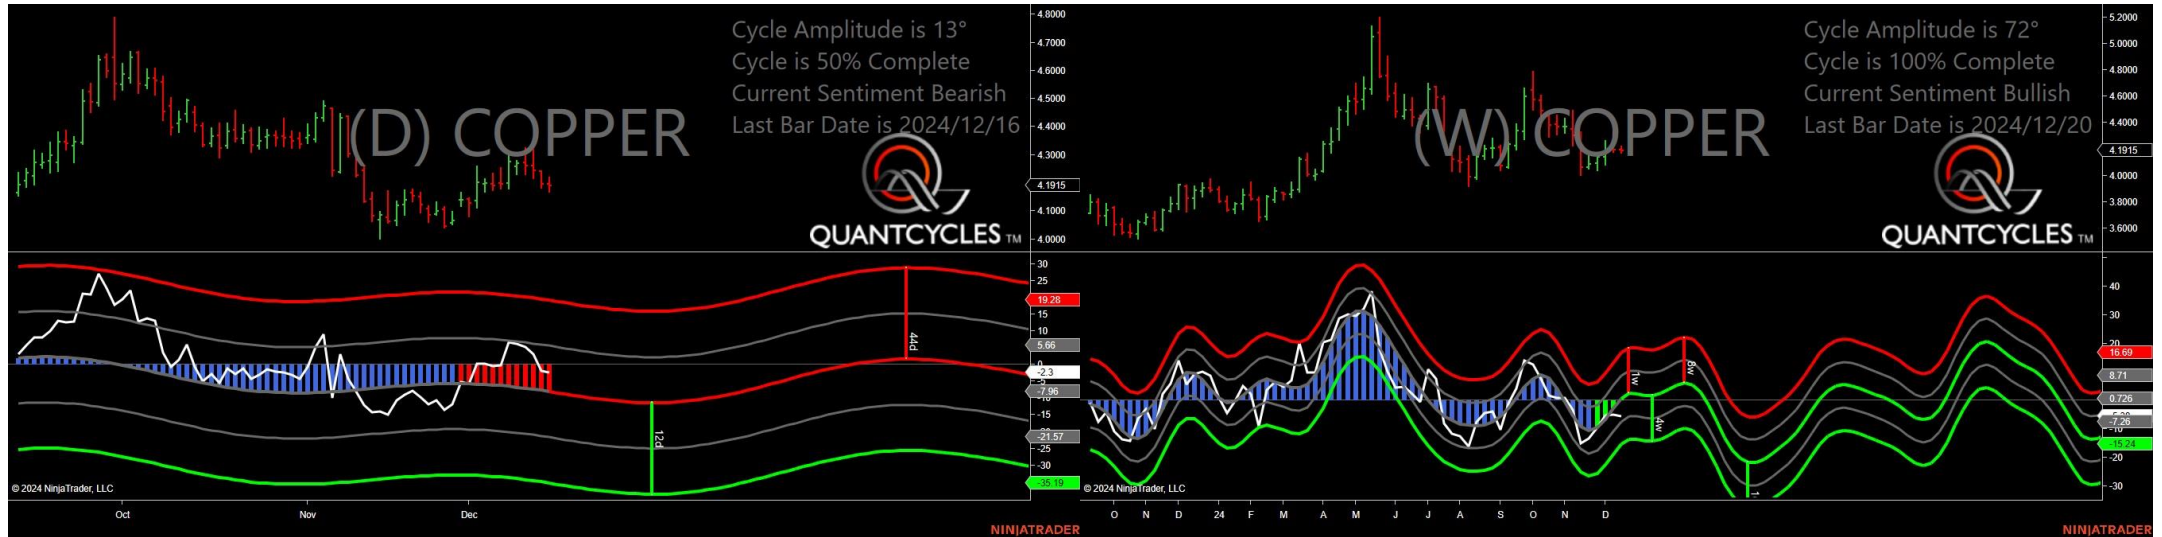 Cycle Amplitude is 13°
Cycle is 50% Complete
Current Sentiment Bearish
Last Bar Date is 2024/12/16
(D) COPPER
QUANTCYCLES TM
4.8000
4.7000
4.6000
4.5000
4.4000
4.3000
4.1915
4.1000
4.0000
30
25
19.28
15
10
5.66
0
-2.3
-5
-7.96
-10
-15
-21.57
-25
-30
-35.19
44d
12d
© 2024 NinjaTrader, LLC
Oct
Nov
Dec
NINJATRADER
Cycle Amplitude is 72°
Cycle is 100% Complete
Current Sentiment Bullish
Last Bar Date is 2024/12/20
(W) COPPER
QUANTCYCLES TM
5.2000
5.0000
4.8000
4.6000
4.4000
4.1915
4.0000
3.8000
3.6000
40
30
20
16.69
8.71
0.726
-7.26
-10
-15.24
-20
-30
1w
4w
© 2024 NinjaTrader, LLC
O N D 24 F M A M J J A S O N D
NINJATRADER